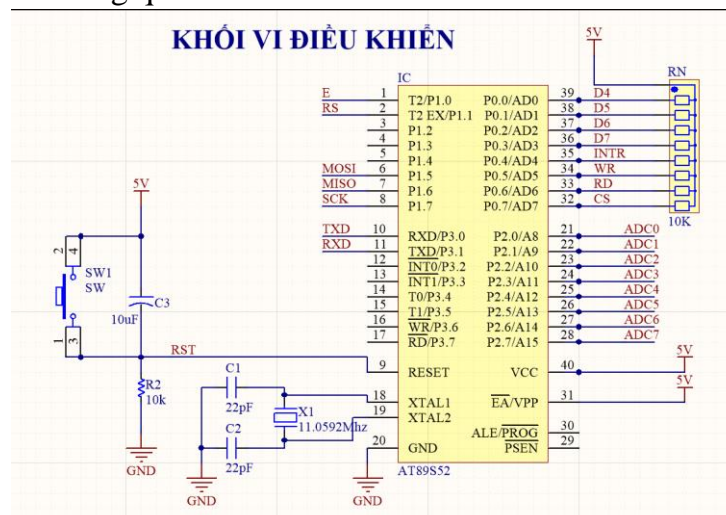 KHỐI VI ĐIỀU KHIỂN
5V
RN
IC
E 1 T2/P1.0 P0.0/AD0 39 D4
RS 2 T2 EX/P1.1 P0.1/AD1 38 D5
3 P1.2 P0.2/AD2 37 D6
4 P1.3 P0.3/AD3 36 D7
5 P1.4 P0.4/AD4 35 INTR
MOSI 6 P1.5 P0.5/AD5 34 WR
MISO 7 P1.6 P0.6/AD6 33 RD
SCK 8 P1.7 P0.7/AD7 32 CS
10K
5V
TXD 10 RXD/P3.0 P2.0/A8 21 ADC0
RXD 11 TXD/P3.1 P2.1/A9 22 ADC1
12 INT0/P3.2 P2.2/A10 23 ADC2
13 INT1/P3.3 P2.3/A11 24 ADC3
14 T0/P3.4 P2.4/A12 25 ADC4
15 T1/P3.5 P2.5/A13 26 ADC5
16 WR/P3.6 P2.6/A14 27 ADC6
17 RD/P3.7 P2.7/A15 28 ADC7
2 4
SW1
SW
C3
10uF
1 3
RST
9 RESET VCC 40 5V
18 XTAL1 EA/VPP 31 5V
19 XTAL2
ALE/PROG 30
20 GND PSEN 29
AT89S52
R2
10k
GND
C1
22pF
X1
11.0592Mhz
C2
22pF
GND
GND